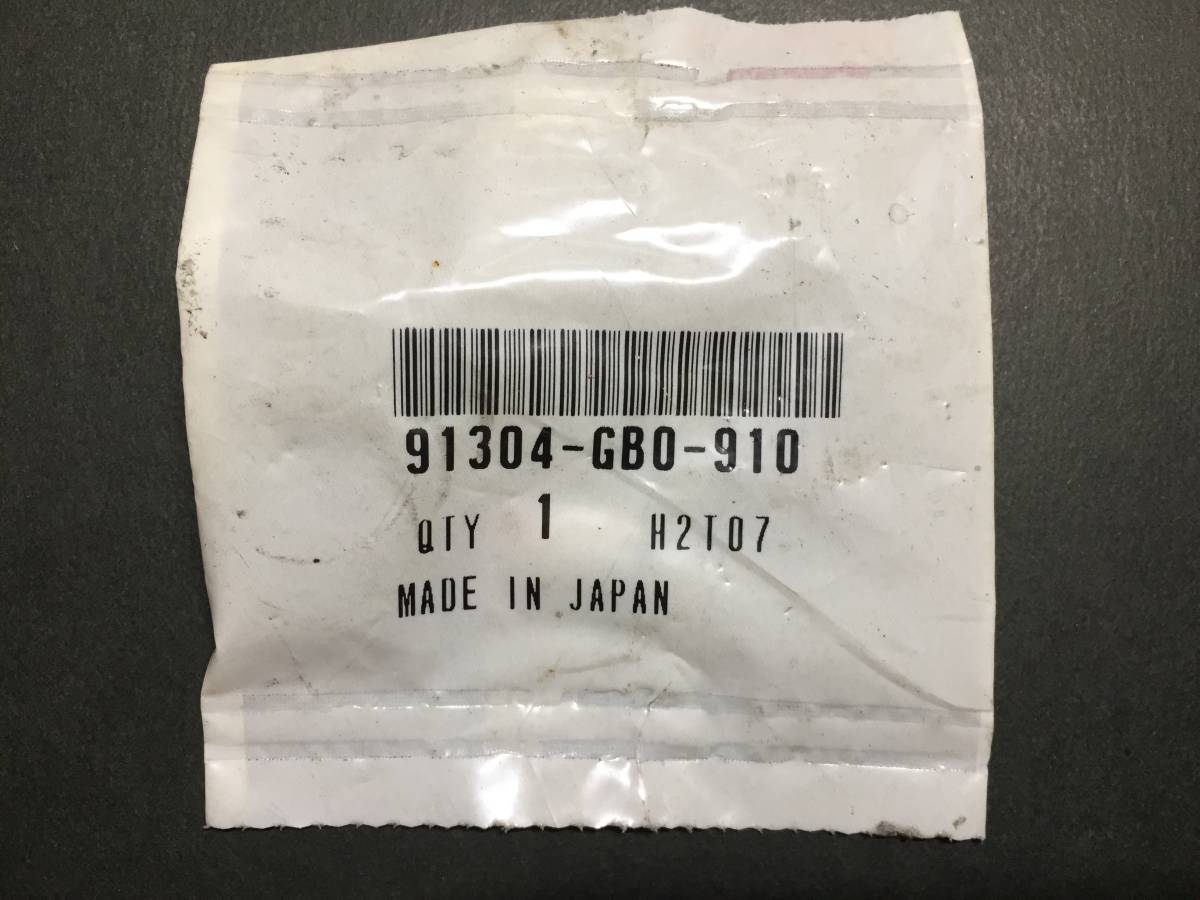 91304-GB0-910
QTY 1 H2T07
MADE IN JAPAN